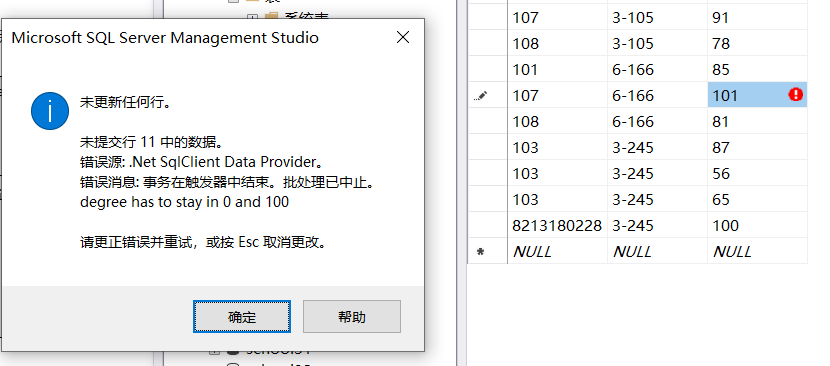 系统表
Microsoft SQL Server Management Studio
未更新任何行。
未提交行 11 中的数据。
错误源: .Net SqlClient Data Provider。
错误消息: 事务在触发器中结束。批处理已中止。
degree has to stay in 0 and 100
请更正错误并重试，或按 Esc 取消更改。
确定 帮助
107 3-105 91
108 3-105 78
101 6-166 85
107 6-166 101
108 6-166 81
103 3-245 87
103 3-245 56
103 3-245 65
8213180228 3-245 100
NULL NULL NULL